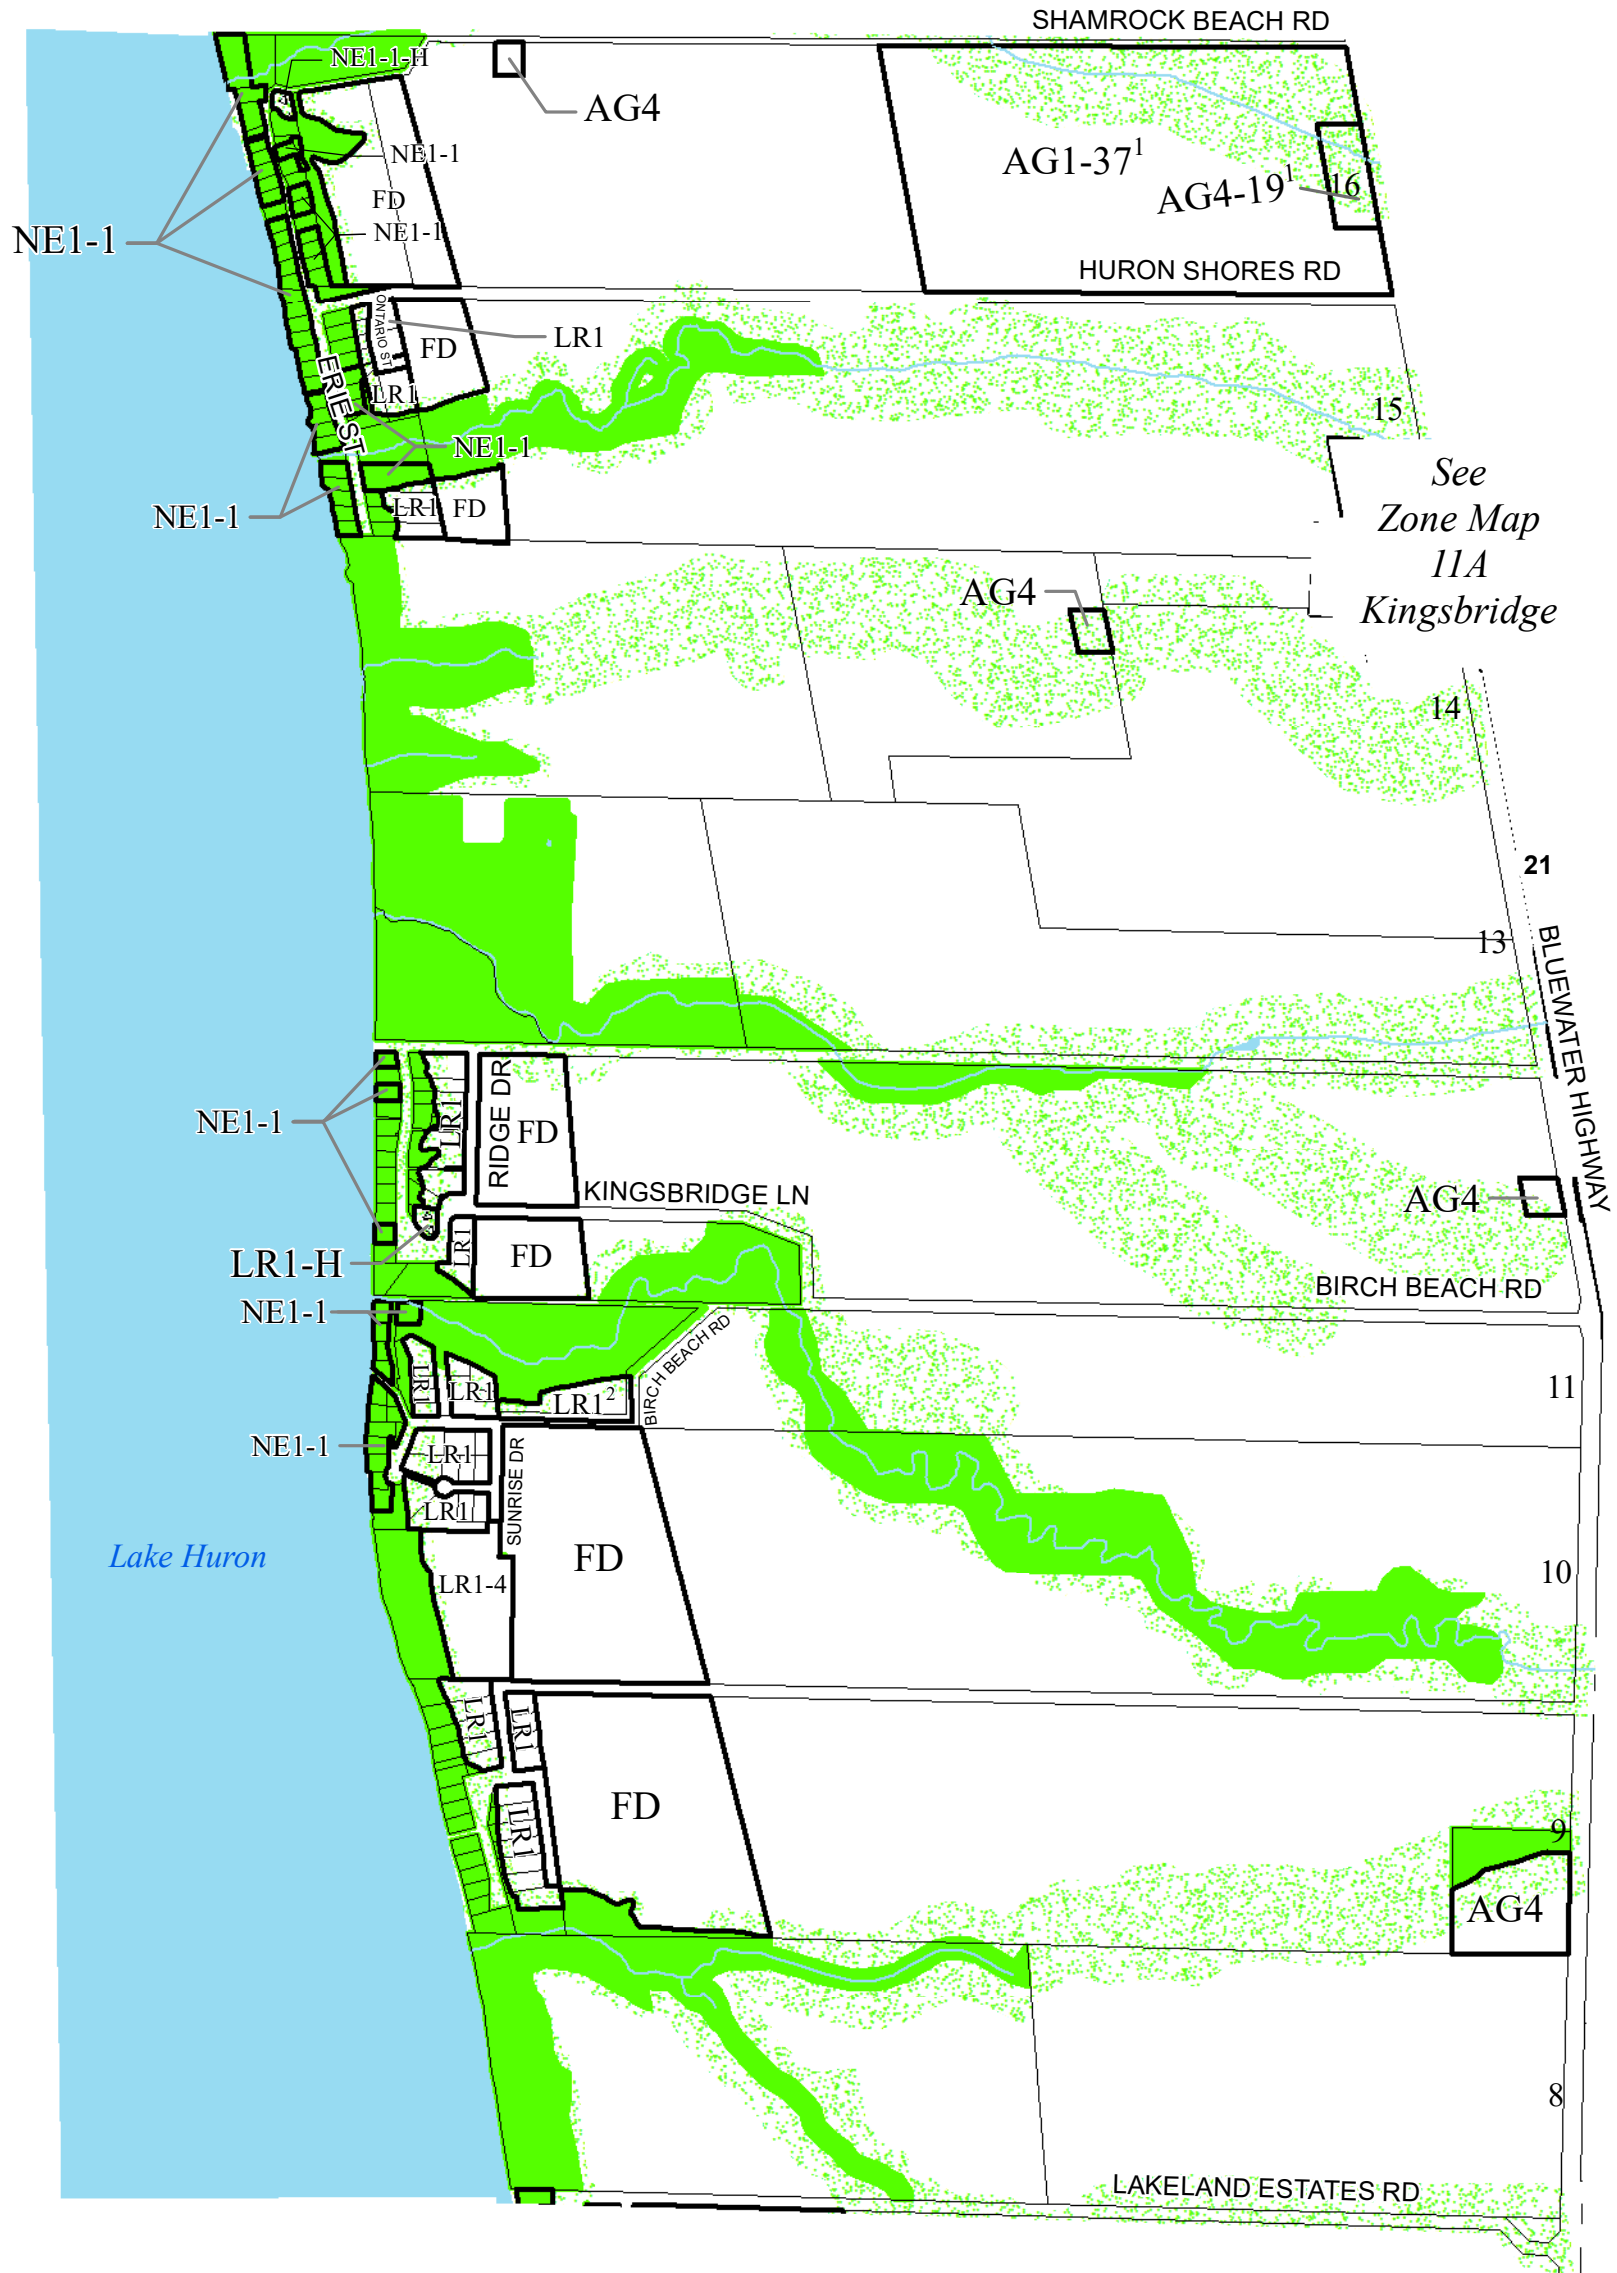 SHAMROCK BEACH RD
NE1-1-H
AG4
NE1-1
AG1-37¹
AG4-19¹
16
FD
NE1-1
NE1-1
HURON SHORES RD
ONTARIO ST
LR1
FD
ERIE ST
LR1
15
NE1-1
See
Zone Map
11A
Kingsbridge
NE1-1
LR1
FD
AG4
14
21
13
BLUEWATER HIGHWAY
NE1-1
LR1
RIDGE DR
FD
KINGSBRIDGE LN
AG4
LR1-H
LR1
FD
BIRCH BEACH RD
NE1-1
BIRCH BEACH RD
LR1
LR1
LR1²
11
NE1-1
LR1
SUNRISE DR
LR1
Lake Huron
FD
10
LR1-4
LR1
LR1
FD
LR1
9
AG4
8
LAKELAND ESTATES RD